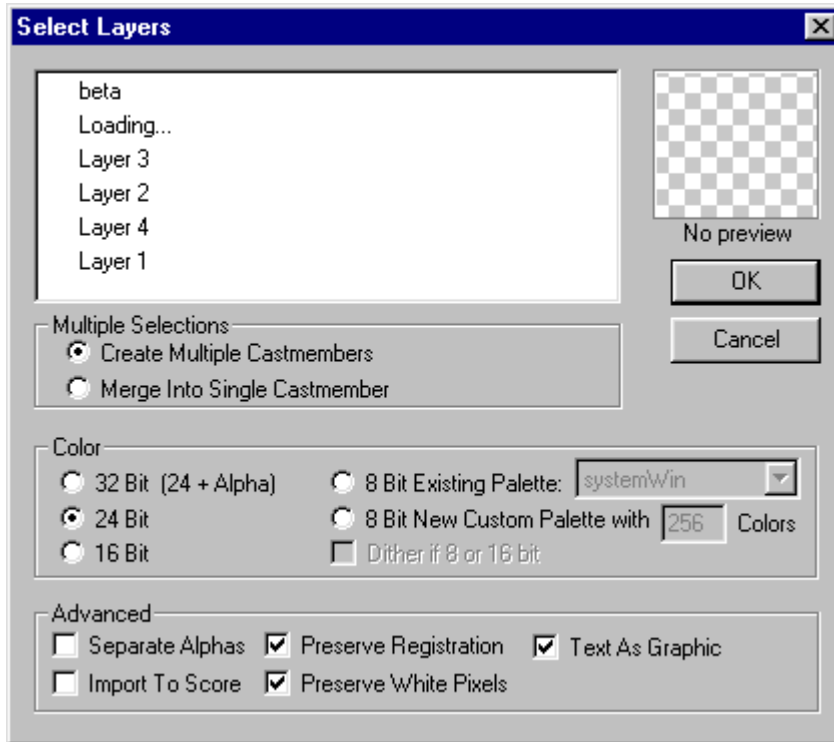 Select Layers
beta
Loading...
Layer 3
Layer 2
Layer 4
Layer 1
No preview
OK
Cancel
Multiple Selections
Create Multiple Castmembers
Merge Into Single Castmember
Color
32 Bit (24 + Alpha)
8 Bit Existing Palette: systemWin
24 Bit
8 Bit New Custom Palette with 256 Colors
16 Bit
Dither if 8 or 16 bit
Advanced
Separate Alphas Preserve Registration Text As Graphic
Import To Score Preserve White Pixels